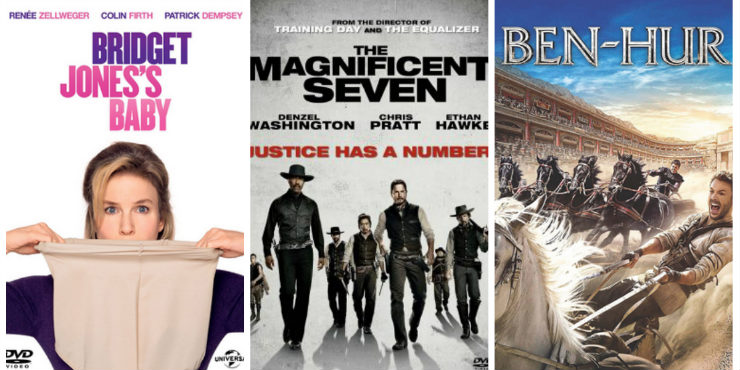 RENÉE ZELLWEGER COLIN FIRTH PATRICK DEMPSEY
BRIDGET
JONES'S
BABY
DVD
VIDEO
UNIVERSAL
FROM THE DIRECTOR OF
TRAINING DAY AND THE EQUALIZER
THE
MAGNIFICENT
SEVEN
DENZEL CHRIS ETHAN
WASHINGTON PRATT HAWKE
JUSTICE HAS A NUMBER
DVD
BEN-HUR